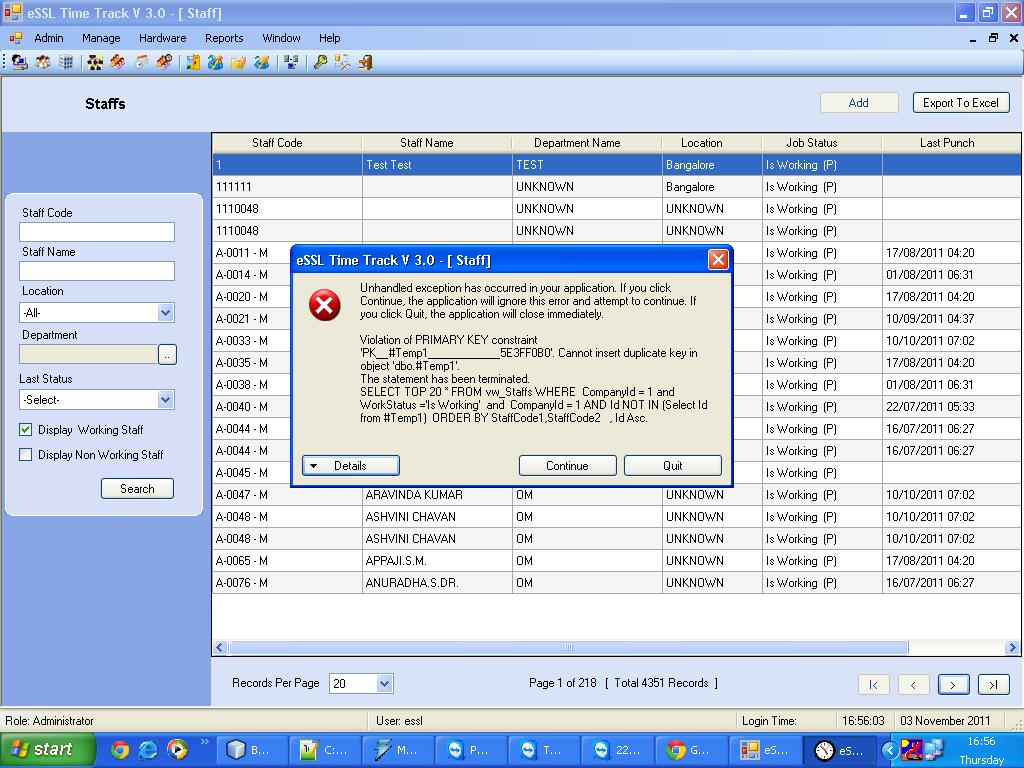 eSSL Time Track V 3.0 - [ Staff]
Admin Manage Hardware Reports Window Help
Staffs
Add Export To Excel
Staff Code Staff Name Department Name Location Job Status Last Punch
1 Test Test TEST Bangalore Is Working (P)
111111 UNKNOWN Bangalore Is Working (P)
1110048 UNKNOWN UNKNOWN Is Working (P)
1110048 UNKNOWN UNKNOWN Is Working (P)
A-0011 - M Is Working (P) 17/08/2011 04:20
A-0014 - M Is Working (P) 01/08/2011 06:31
A-0020 - M Is Working (P) 17/08/2011 04:20
A-0021 - M Is Working (P) 10/09/2011 04:37
A-0033 - M Is Working (P) 10/10/2011 07:02
A-0035 - M Is Working (P) 17/08/2011 04:20
A-0038 - M Is Working (P) 01/08/2011 06:31
A-0040 - M Is Working (P) 22/07/2011 05:33
A-0044 - M Is Working (P) 16/07/2011 06:27
A-0044 - M Is Working (P) 16/07/2011 06:27
A-0045 - M Is Working (P)
A-0047 - M ARAVINDA KUMAR OM UNKNOWN Is Working (P) 10/10/2011 07:02
A-0048 - M ASHVINI CHAVAN OM UNKNOWN Is Working (P) 10/10/2011 07:02
A-0048 - M ASHVINI CHAVAN OM UNKNOWN Is Working (P) 10/10/2011 07:02
A-0065 - M APPAJI.S.M. OM UNKNOWN Is Working (P) 17/08/2011 04:20
A-0076 - M ANURADHA.S.DR. OM UNKNOWN Is Working (P) 16/07/2011 06:27
Staff Code
Staff Name
Location
-All-
Department
..
Last Status
-Select-
Display Working Staff
Display Non Working Staff
Search
eSSL Time Track V 3.0 - [ Staff]
Unhandled exception has occurred in your application. If you click
Continue, the application will ignore this error and attempt to continue. If
you click Quit, the application will close immediately.
Violation of PRIMARY KEY constraint
'PK__#Temp1___________5E3FF0B0'. Cannot insert duplicate key in
object 'dbo.#Temp1'.
The statement has been terminated.
SELECT TOP 20 * FROM vw_Staffs WHERE CompanyId = 1 and
WorkStatus ='Is Working' and CompanyId = 1 AND Id NOT IN (Select Id
from #Temp1) ORDER BY StaffCode1,StaffCode2 , Id Asc.
Details Continue Quit
Records Per Page 20 Page 1 of 218 [ Total 4351 Records ] |< < > >|
Role: Administrator User: essl Login Time: 16:56:03 03 November 2011
start B... C:... M... P... T... 22... G... eS... eS... 16:56
Thursday